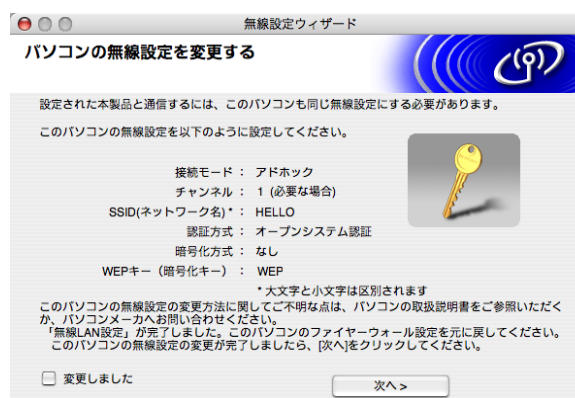 無線設定ウィザード
パソコンの無線設定を変更する
設定された本製品と通信するには、このパソコンも同じ無線設定にする必要があります。
このパソコンの無線設定を以下のように設定してください。
接続モード : アドホック
チャンネル : 1 (必要な場合)
SSID(ネットワーク名)* : HELLO
認証方式 : オープンシステム認証
暗号化方式 : なし
WEPキー（暗号化キー） : WEP
* 大文字と小文字は区別されます
このパソコンの無線設定の変更方法に関してご不明な点は、パソコンの取扱説明書をご参照いただく
か、パソコンメーカへお問い合わせください。
「無線LAN設定」が完了しました。このパソコンのファイヤーウォール設定を元に戻してください。
このパソコンの無線設定の変更が完了しましたら、[次へ]をクリックしてください。
変更しました
次へ >